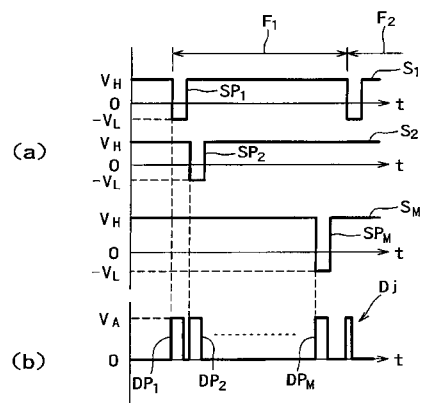 F1 F2
VH S1
SP1
0 t
-VL
(a)
VH S2
SP2
0 t
-VL
VH SM
SPM
0 t
-VL
VA Dj
(b)
0 t
DP1 DP2 DPM